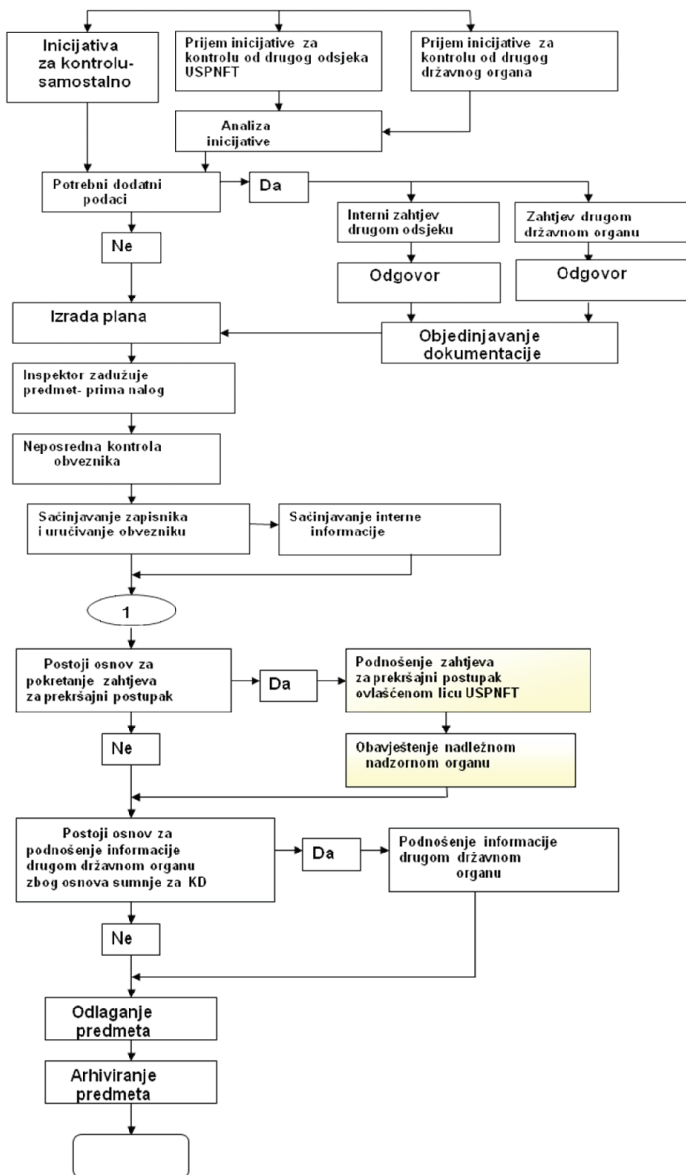 Inicijativa
za kontrolu-
samostalno
Prijem inicijative za
kontrolu od drugog odsjeka
USPNFT
Prijem inicijative za
kontrolu od drugog
državnog organa
Analiza
inicijative
Potrebni dodatni
podaci
Da
Ne
Interni zahtjev
drugom odsjeku
Zahtjev drugom
državnom organu
Odgovor
Odgovor
Izrada plana
Objedinjavanje
dokumentacije
Inspektor zadužuje
predmet- prima nalog
Neposredna kontrola
obveznika
Sačinjavanje zapisnika
i uručivanje obvezniku
Sačinjavanje interne
informacije
1
Postoji osnov za
pokretanje zahtjeva
za prekršajni postupak
Da
Podnošenje zahtjeva
za prekršajni postupak
ovlašćenom licu USPNFT
Ne
Obavještenje nadležnom
nadzornom organu
Postoji osnov za
podnošenje informacije
drugom državnom organu
zbog osnova sumnje za KD
Da
Podnošenje informacije
drugom državnom
organu
Ne
Odlaganje
predmeta
Arhiviranje
predmeta